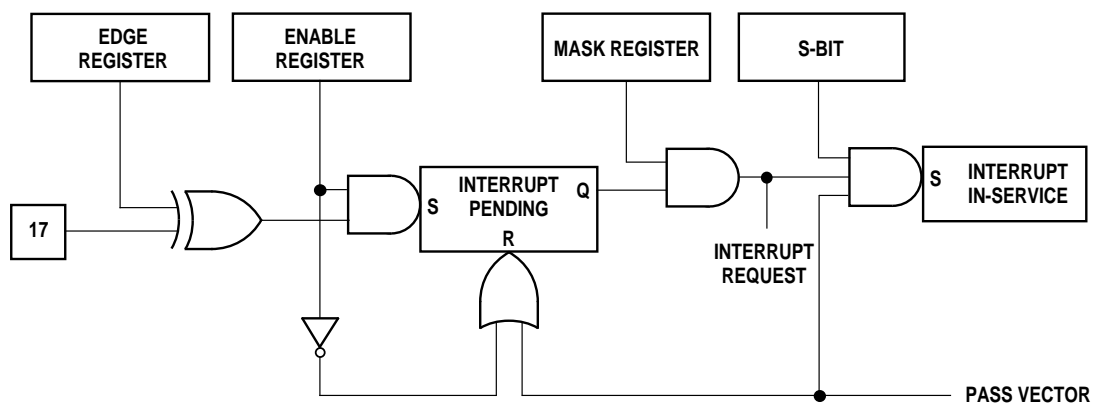 EDGE
REGISTER
ENABLE
REGISTER
MASK REGISTER
S-BIT
17
S
INTERRUPT
PENDING
Q
R
S
INTERRUPT
IN-SERVICE
INTERRUPT
REQUEST
PASS VECTOR